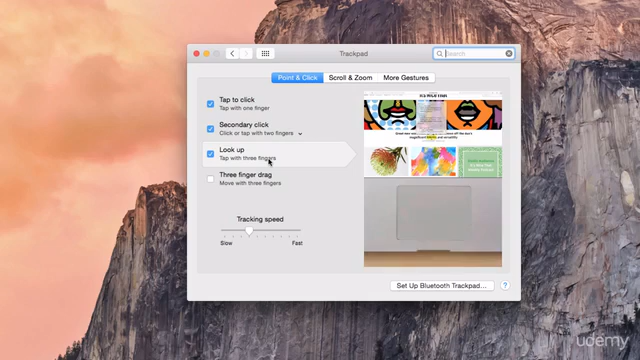 Trackpad
Search
Point & Click
Scroll & Zoom
More Gestures
Tap to click
Tap with one finger
Secondary click
Click or tap with two fingers
Look up
Tap with three fingers
Three finger drag
Move with three fingers
Tracking speed
Slow
Fast
Set Up Bluetooth Trackpad...
?
udemy